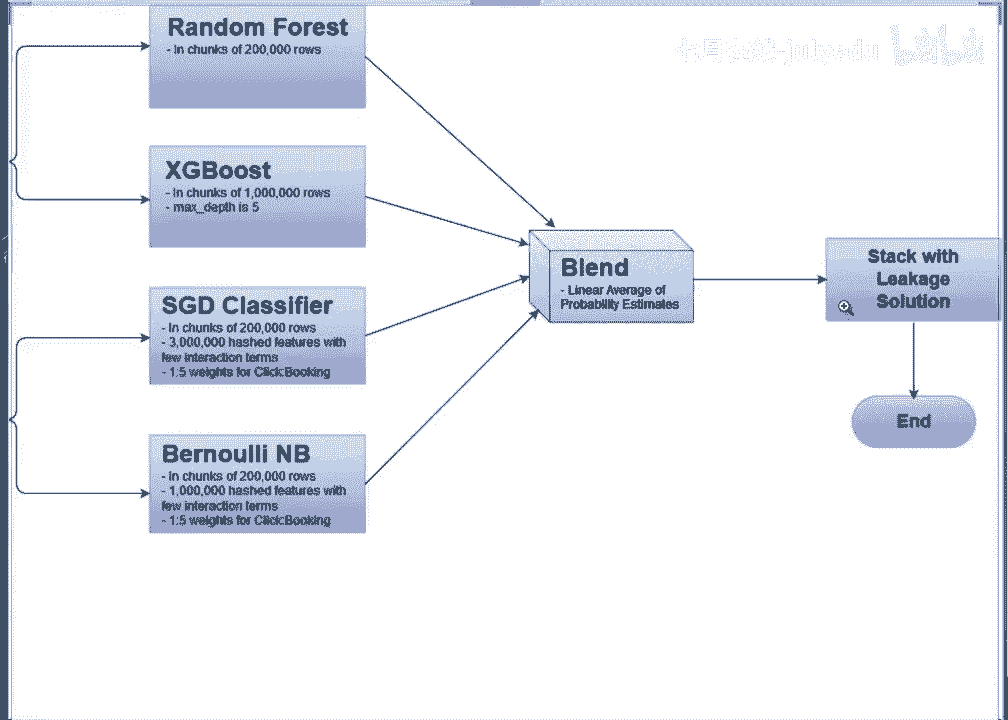 Random Forest
- In chunks of 200,000 rows
XGBoost
- In chunks of 1,000,000 rows
- max_depth is 5
SGD Classifier
- In chunks of 200,000 rows
- 3,000,000 hashed features with
few interaction terms
- 1:5 weights for Click:Booking
Bernoulli NB
- In chunks of 200,000 rows
- 1,000,000 hashed features with
few interaction terms
- 1:5 weights for Click:Booking
Blend
- Linear Average of
Probability Estimates
Stack with
Leakage
Solution
End